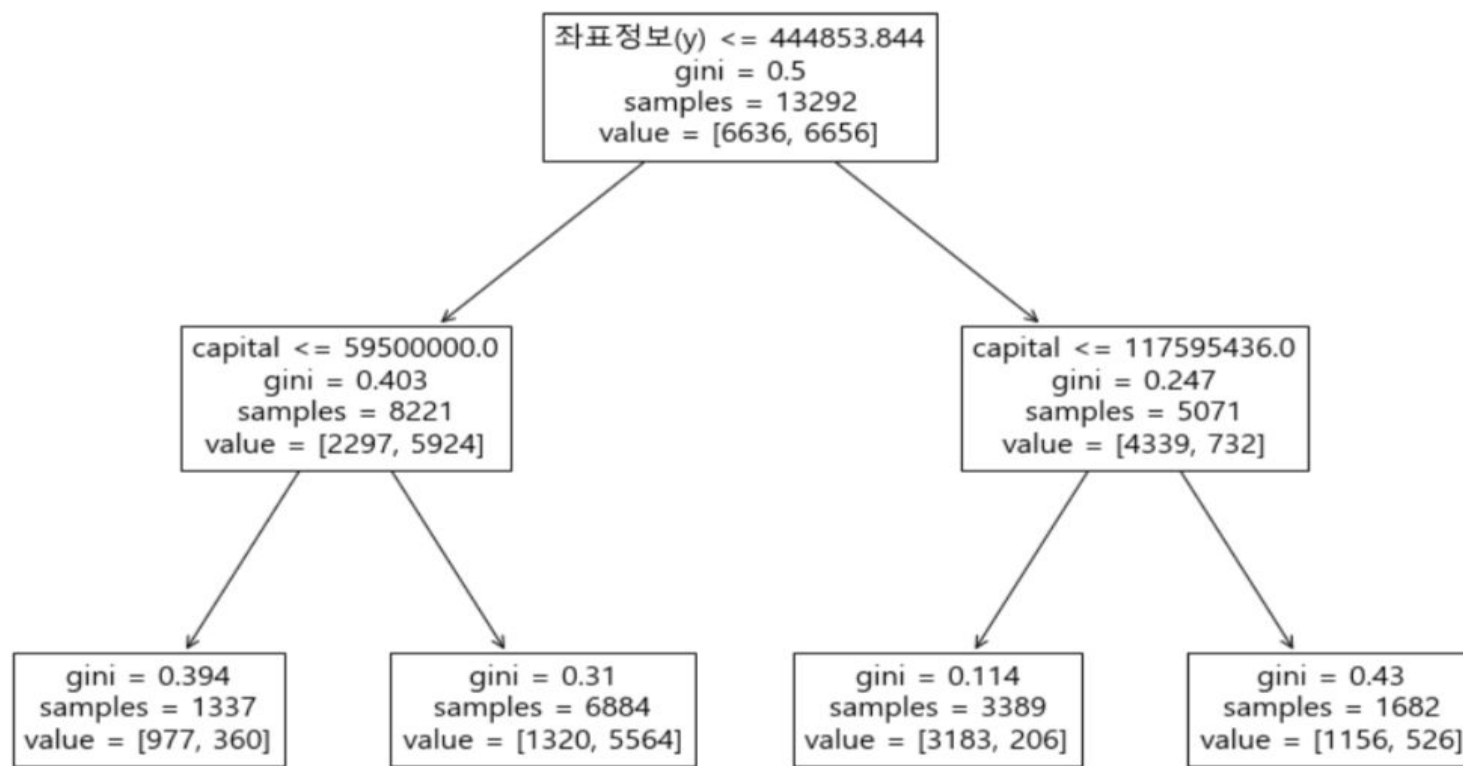 좌표정보(y) <= 444853.844
gini = 0.5
samples = 13292
value = [6636, 6656]
capital <= 59500000.0
gini = 0.403
samples = 8221
value = [2297, 5924]
capital <= 117595436.0
gini = 0.247
samples = 5071
value = [4339, 732]
gini = 0.394
samples = 1337
value = [977, 360]
gini = 0.31
samples = 6884
value = [1320, 5564]
gini = 0.114
samples = 3389
value = [3183, 206]
gini = 0.43
samples = 1682
value = [1156, 526]